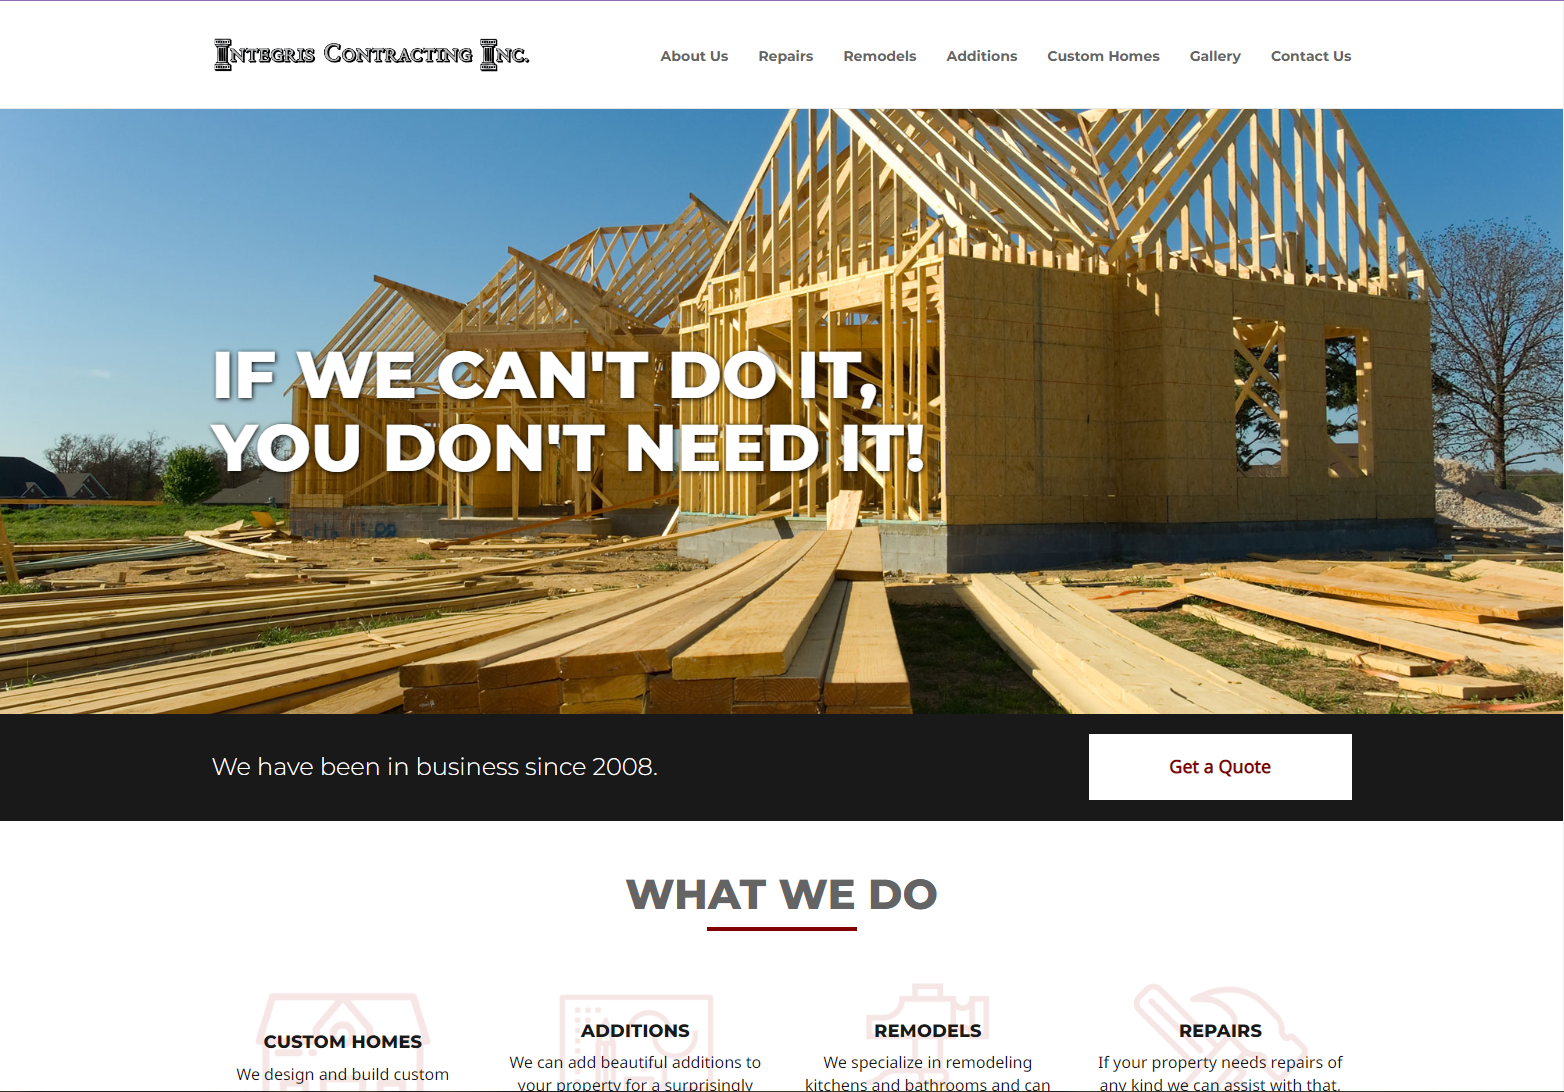 INTEGRIS CONTRACTING INC.
About Us Repairs Remodels Additions Custom Homes Gallery Contact Us
IF WE CAN'T DO IT,
YOU DON'T NEED IT!
We have been in business since 2008.
Get a Quote
WHAT WE DO
CUSTOM HOMES
We design and build custom
ADDITIONS
We can add beautiful additions to
your property for a surprisingly
REMODELS
We specialize in remodeling
kitchens and bathrooms and can
REPAIRS
If your property needs repairs of
any kind we can assist with that.